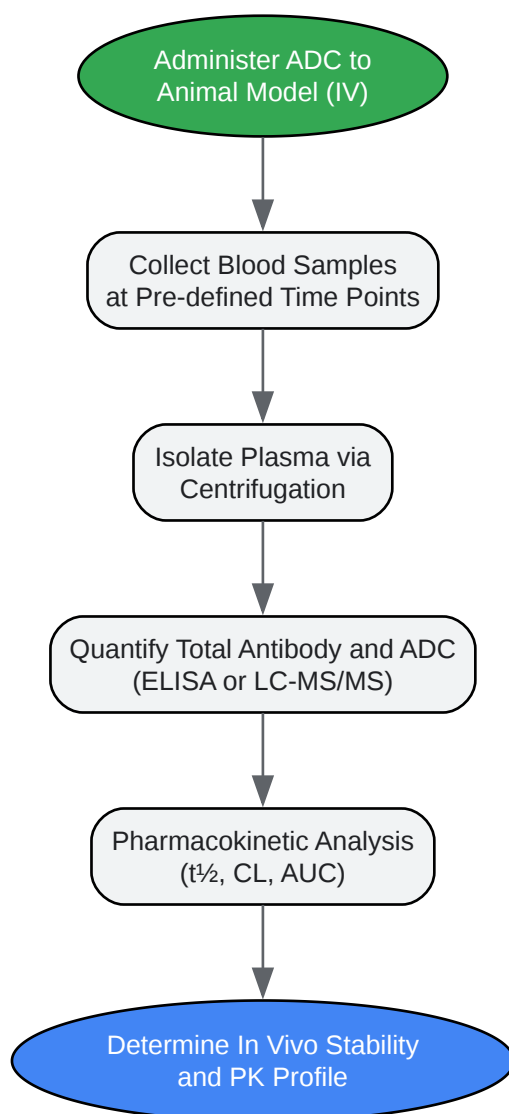 Administer ADC to
Animal Model (IV)
Collect Blood Samples
at Pre-defined Time Points
Isolate Plasma via
Centrifugation
Quantify Total Antibody and ADC
(ELISA or LC-MS/MS)
Pharmacokinetic Analysis
(t½, CL, AUC)
Determine In Vivo Stability
and PK Profile